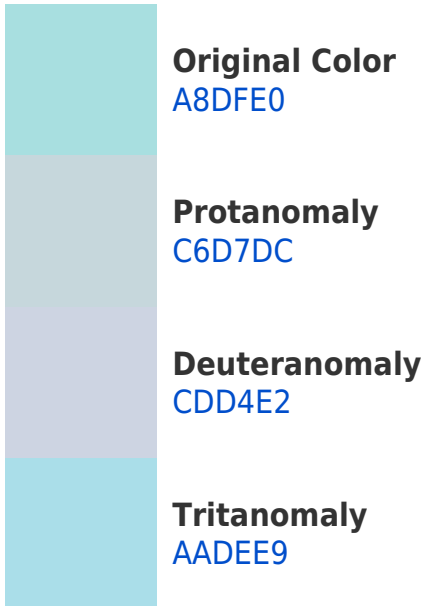 Original Color
A8DFE0
Protanomaly
C6D7DC
Deuteranomaly
CDD4E2
Tritanomaly
AADEE9